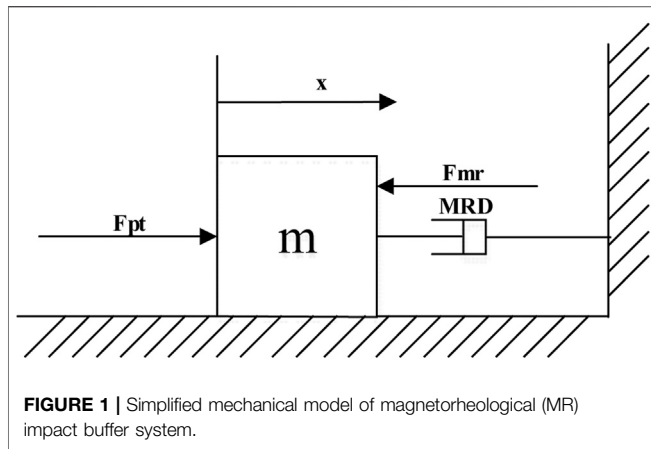 x
Fmr
MRD
Fpt
m
FIGURE 1 | Simplified mechanical model of magnetorheological (MR)
impact buffer system.